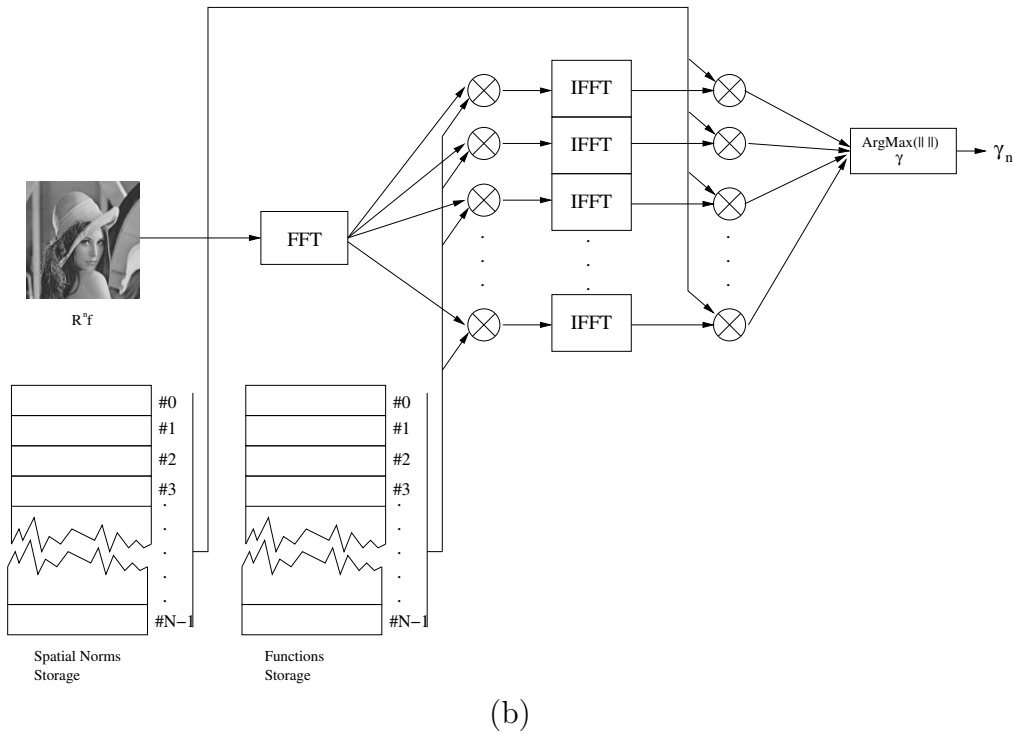 IFFT
IFFT
IFFT
IFFT
FFT
ArgMax(|| ||)
γ
γn
Rnf
#0
#1
#2
#3
#N−1
Spatial Norms
Storage
#0
#1
#2
#3
#N−1
Functions
Storage
(b)